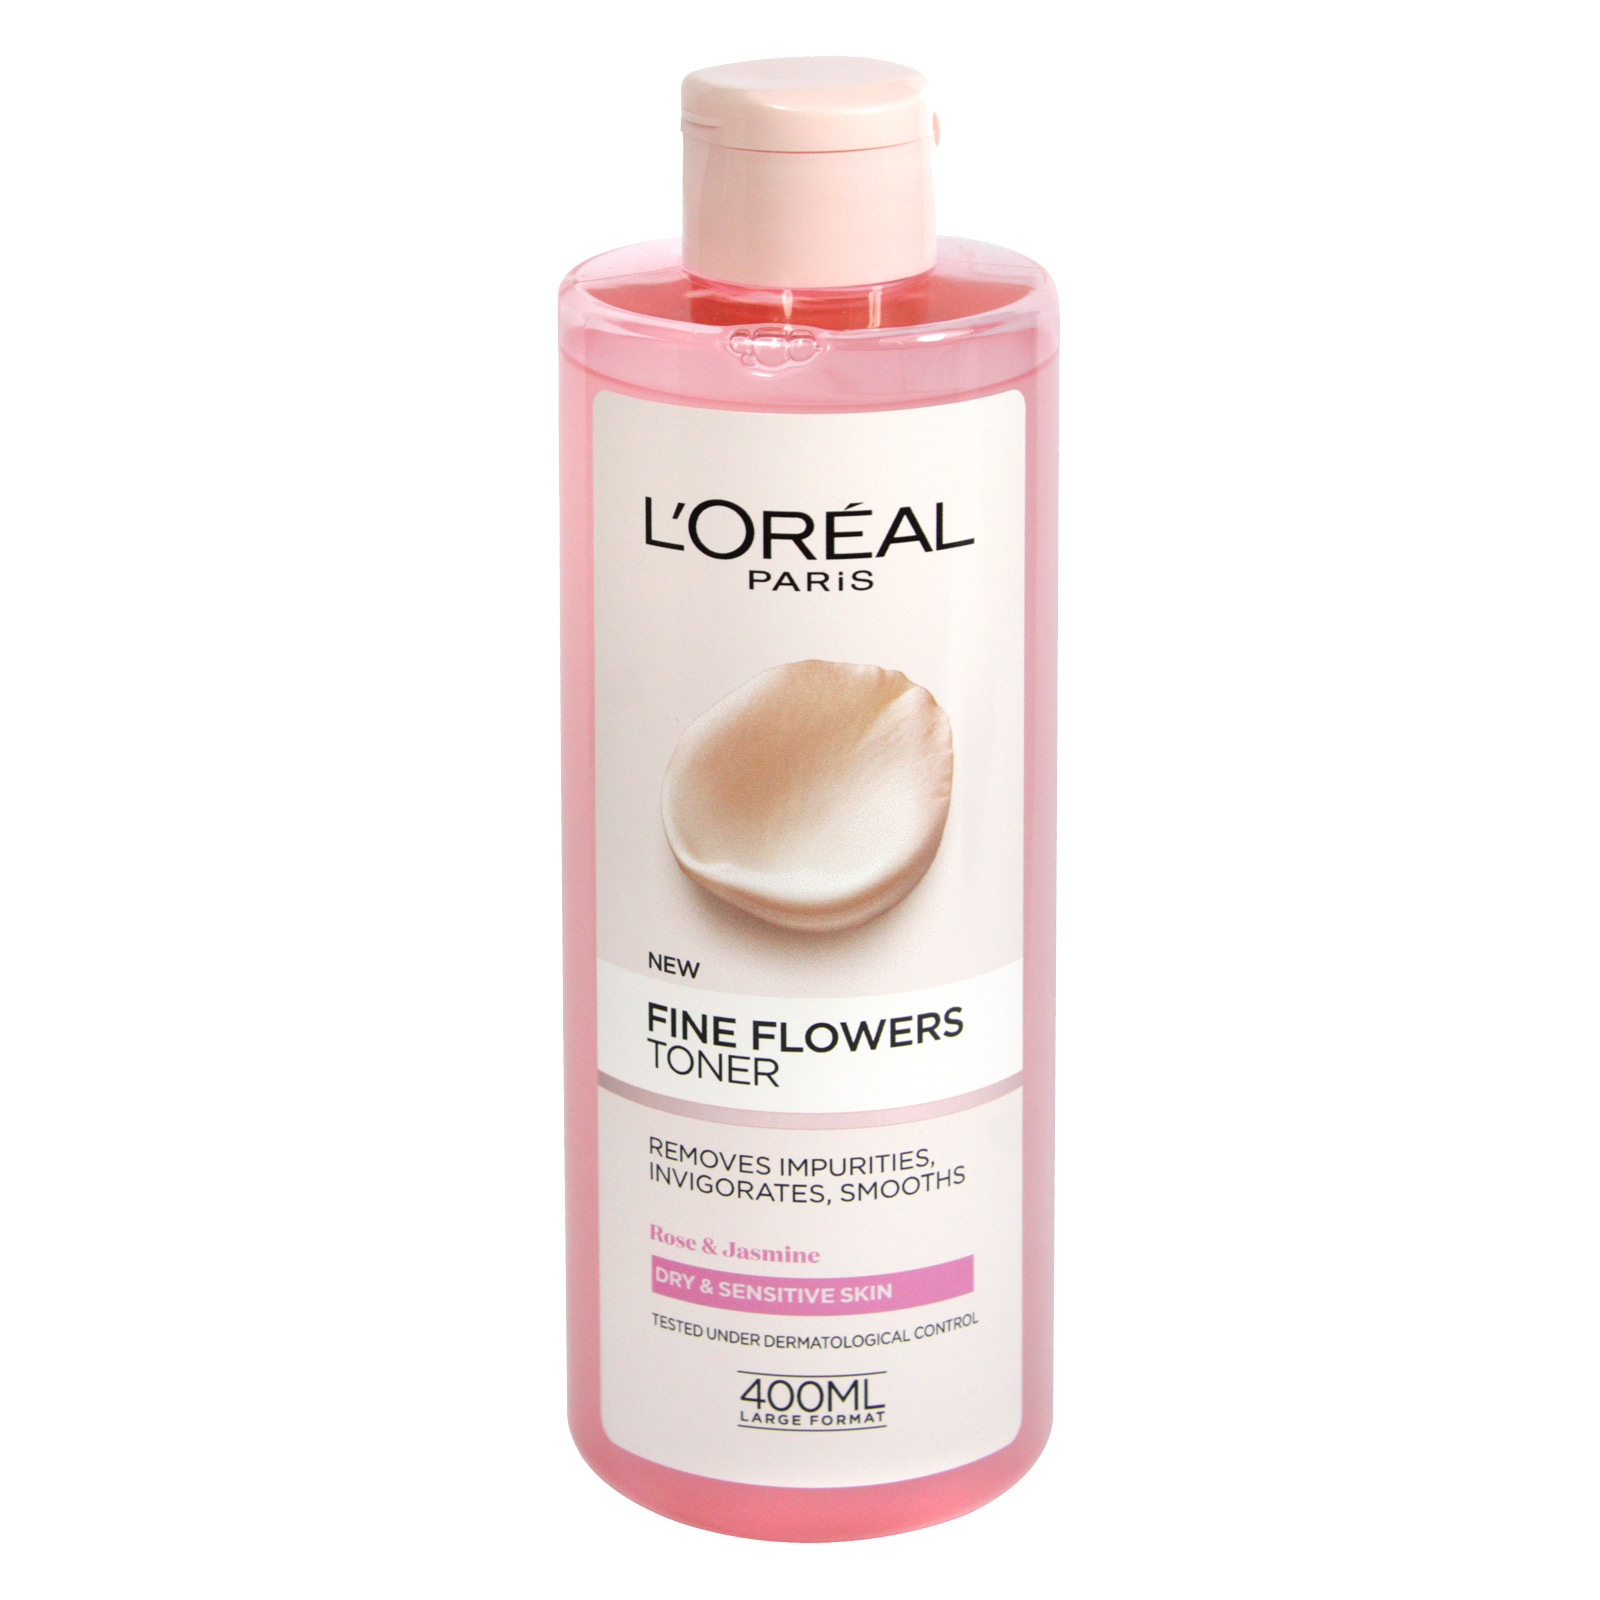 L'ORÉAL
PARiS
NEW
FINE FLOWERS
TONER
REMOVES IMPURITIES,
INVIGORATES, SMOOTHS
Rose & Jasmine
DRY & SENSITIVE SKIN
TESTED UNDER DERMATOLOGICAL CONTROL
400ML
LARGE FORMAT